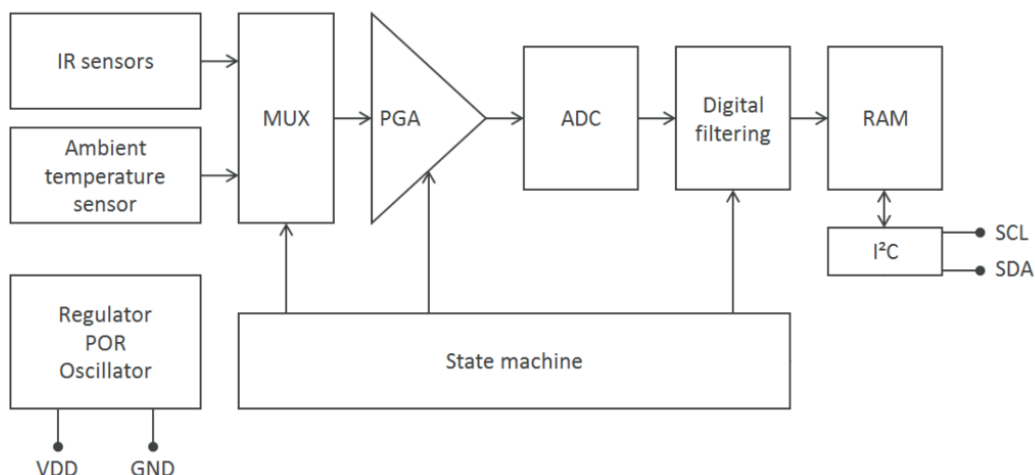 IR sensors
Ambient
temperature
sensor
MUX
PGA
ADC
Digital
filtering
RAM
I²C
SCL
SDA
Regulator
POR
Oscillator
State machine
VDD
GND